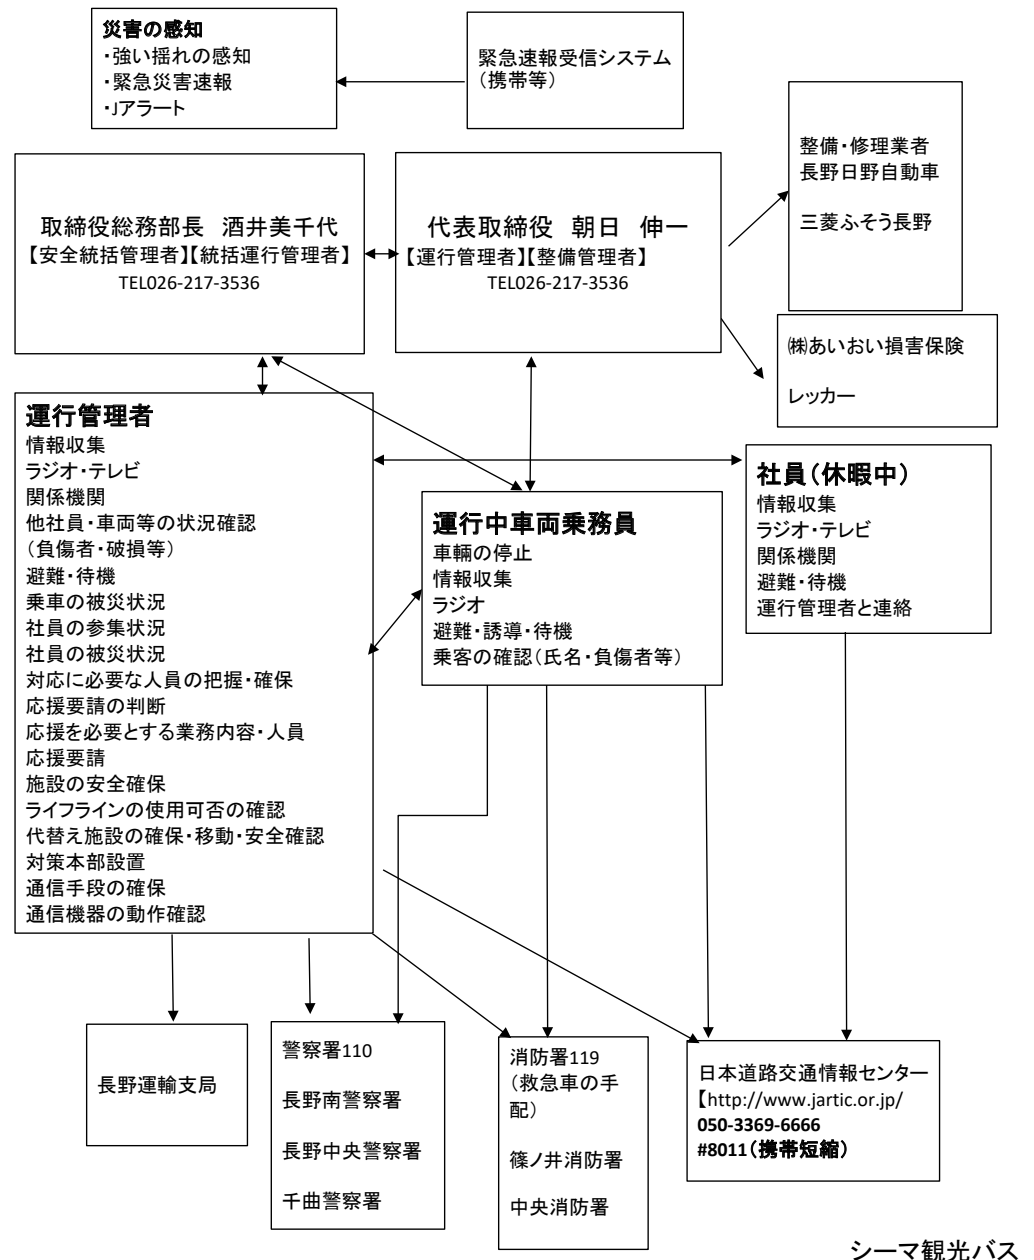 災害の感知
・強い揺れの感知
・緊急災害速報
・Jアラート
緊急速報受信システム
（携帯等）
整備・修理業者
長野日野自動車
三菱ふそう長野
取締役総務部長　酒井美千代
【安全統括管理者】【統括運行管理者】
TEL026-217-3536
代表取締役　朝日　伸一
【運行管理者】【整備管理者】
TEL026-217-3536
㈱あいおい損害保険
レッカー
運行管理者
情報収集
ラジオ・テレビ
関係機関
他社員・車両等の状況確認
（負傷者・破損等）
避難・待機
乗車の被災状況
社員の参集状況
社員の被災状況
対応に必要な人員の把握・確保
応援要請の判断
応援を必要とする業務内容・人員
応援要請
施設の安全確保
ライフラインの使用可否の確認
代替え施設の確保・移動・安全確認
対策本部設置
通信手段の確保
通信機器の動作確認
運行中車両乗務員
車輛の停止
情報収集
ラジオ
避難・誘導・待機
乗客の確認（氏名・負傷者等）
社員（休暇中）
情報収集
ラジオ・テレビ
関係機関
避難・待機
運行管理者と連絡
長野運輸支局
警察署110
長野南警察署
長野中央警察署
千曲警察署
消防署119
（救急車の手
配）
篠ノ井消防署
中央消防署
日本道路交通情報センター
【http://www.jartic.or.jp/
050-3369-6666
#8011（携帯短縮）
シーマ観光バス